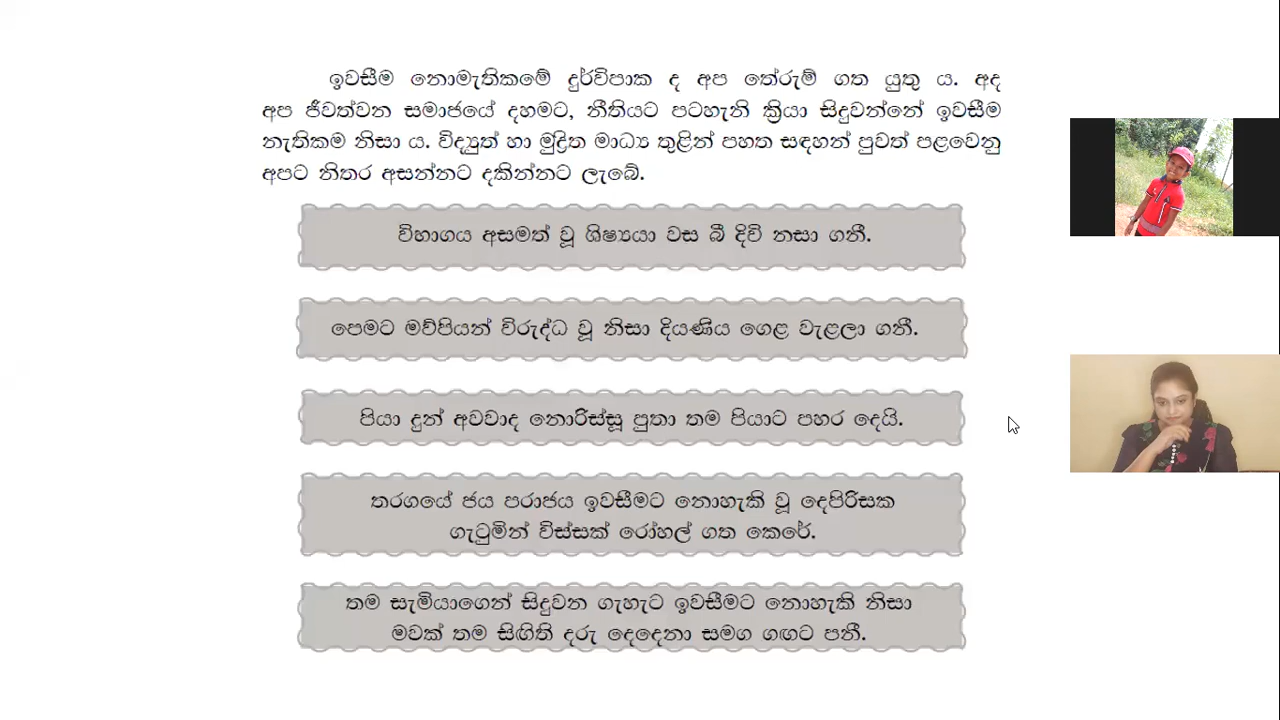 ඉවසීම නොමැතිකමේ දුර්විපාක ද අප තේරුම් ගත යුතු ය. අද
අප ජීවත්වන සමාජයේ දහමට, නීතියට පටහැනි ක්‍රියා සිදුවන්නේ ඉවසීම
නැතිකම නිසා ය. විද්‍යුත් හා මුද්‍රිත මාධ්‍ය තුළින් පහත සඳහන් පුවත් පළවෙනු
අපට නිතර අසන්නට දකින්නට ලැබේ.
විභාගය අසමත් වූ ශිෂ්‍යයා වස බී දිවි නසා ගනී.
පෙමට මව්පියන් විරුද්ධ වූ නිසා දියණිය ගෙළ වැළලා ගනී.
පියා දුන් අවවාද නොරිස්සූ පුතා තම පියාට පහර දෙයි.
තරගයේ ජය පරාජය ඉවසීමට නොහැකි වූ දෙපිරිසක
ගැටුමින් විස්සක් රෝහල් ගත කෙරේ.
තම සැමියාගෙන් සිදුවන ගැහැට ඉවසීමට නොහැකි නිසා
මවක් තම සිඟිති දරු දෙදෙනා සමග ගඟට පනී.